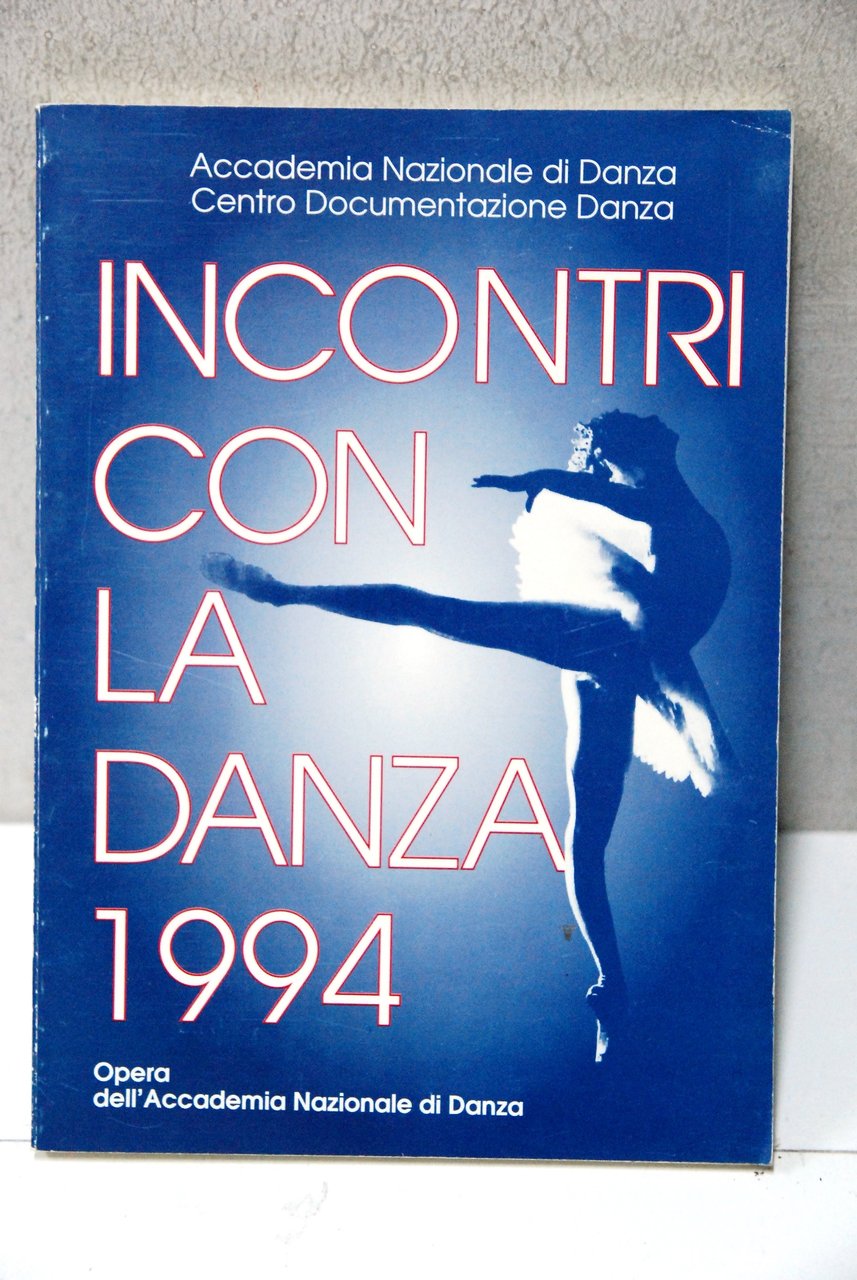 Accademia Nazionale di Danza
Centro Documentazione Danza
INCONTRI
CON
LA
DANZA
1994
Opera
dell'Accademia Nazionale di Danza